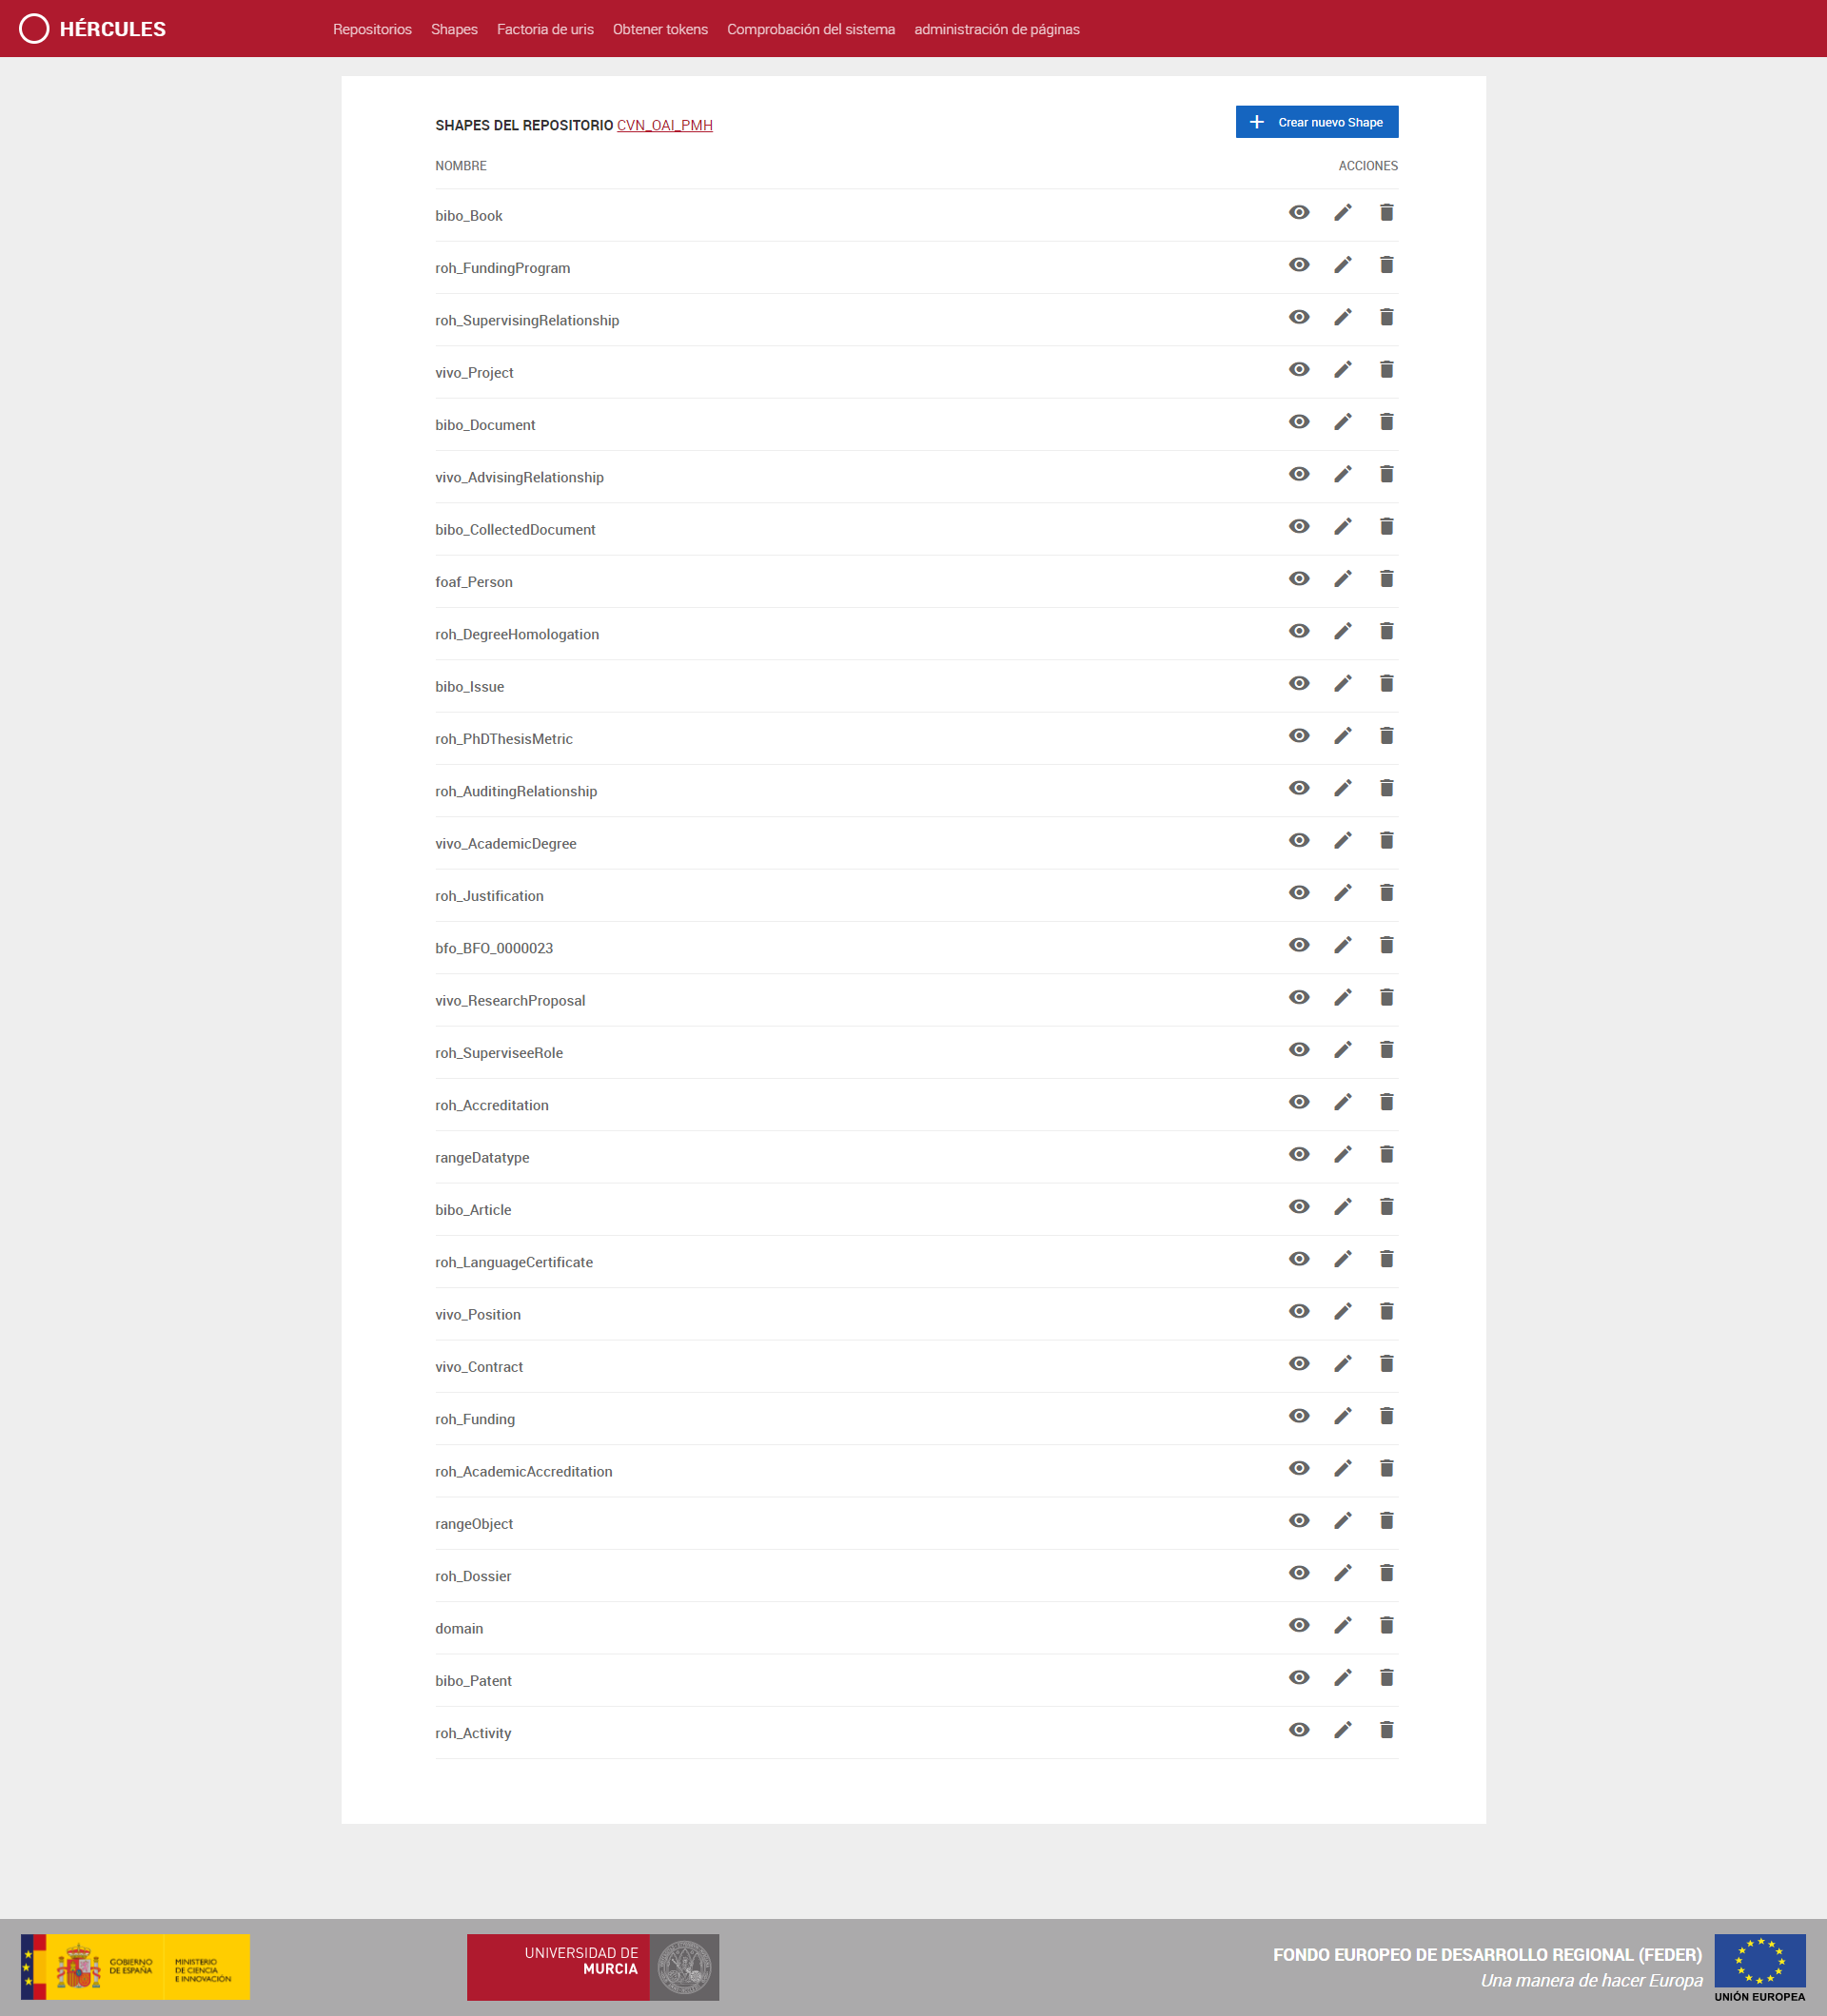 HÉRCULES
Repositorios Shapes Factoria de uris Obtener tokens Comprobación del sistema administración de páginas
SHAPES DEL REPOSITORIO CVN_OAI_PMH
Crear nuevo Shape
NOMBRE ACCIONES
bibo_Book
roh_FundingProgram
roh_SupervisingRelationship
vivo_Project
bibo_Document
vivo_AdvisingRelationship
bibo_CollectedDocument
foaf_Person
roh_DegreeHomologation
bibo_Issue
roh_PhDThesisMetric
roh_AuditingRelationship
vivo_AcademicDegree
roh_Justification
bfo_BFO_0000023
vivo_ResearchProposal
roh_SuperviseeRole
roh_Accreditation
rangeDatatype
bibo_Article
roh_LanguageCertificate
vivo_Position
vivo_Contract
roh_Funding
roh_AcademicAccreditation
rangeObject
roh_Dossier
domain
bibo_Patent
roh_Activity
GOBIERNO
DE ESPAÑA
MINISTERIO
DE CIENCIA
E INNOVACIÓN
UNIVERSIDAD DE
MURCIA
FONDO EUROPEO DE DESARROLLO REGIONAL (FEDER)
Una manera de hacer Europa
UNIÓN EUROPEA